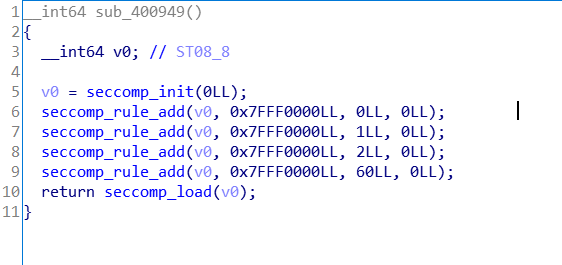 1 __int64 sub_400949()
2 {
3 __int64 v0; // ST08_8
4
5 v0 = seccomp_init(0LL);
6 seccomp_rule_add(v0, 0x7FFF0000LL, 0LL, 0LL);
7 seccomp_rule_add(v0, 0x7FFF0000LL, 1LL, 0LL);
8 seccomp_rule_add(v0, 0x7FFF0000LL, 2LL, 0LL);
9 seccomp_rule_add(v0, 0x7FFF0000LL, 60LL, 0LL);
10 return seccomp_load(v0);
11 }